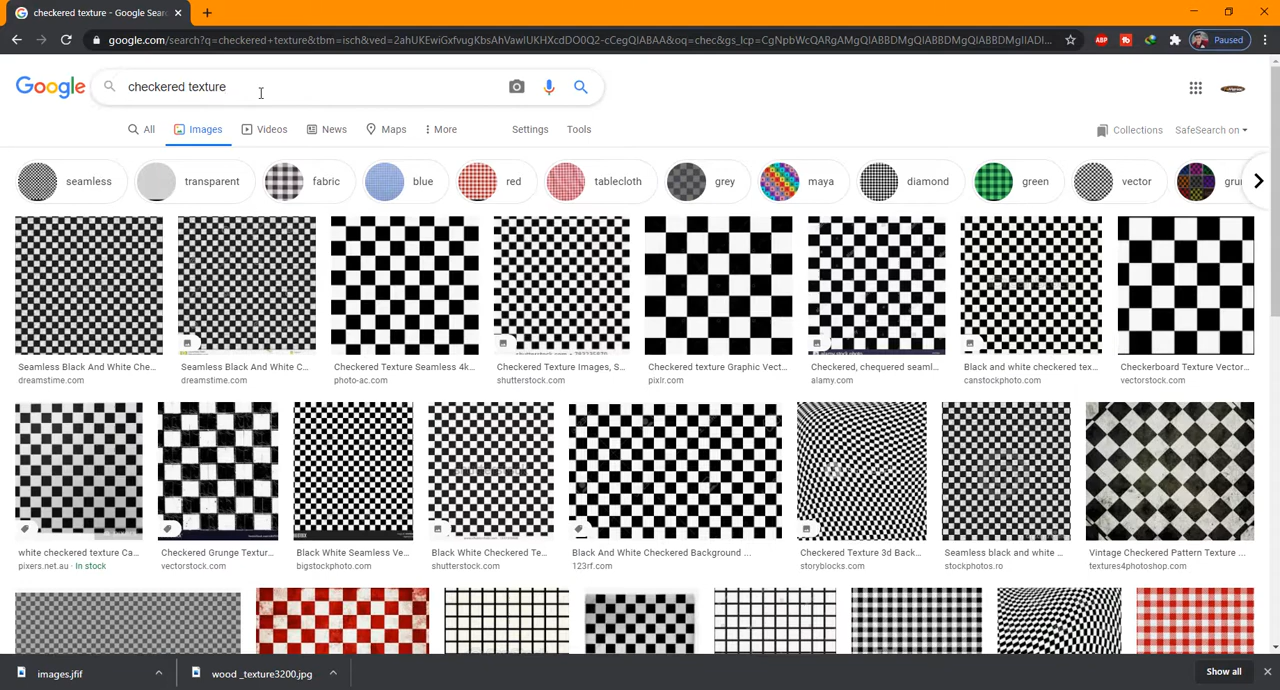 checkered texture - Google Sear
google.com/search?q=checkered+texture&tbm=isch&ved=2ahUKEwiGxfvugKbsAhVawIUKHXcdDO0Q2-cCegQIABAA&oq=chec&gs_lcp=CgNpbWcQARgAMgQIABBDMgQIABBDMgQIABBDMgQIABBDMgIIADI...
ABP
Paused
Google
checkered texture
All
Images
Videos
News
Maps
More
Settings
Tools
Collections
SafeSearch on
seamless
transparent
fabric
blue
red
tablecloth
grey
maya
diamond
green
vector
gru
Seamless Black And White Che...
dreamstime.com
Seamless Black And White C...
dreamstime.com
Checkered Texture Seamless 4k...
photo-ac.com
Checkered Texture Images, S...
shutterstock.com
Checkered texture Graphic Vect...
pixlr.com
Checkered, chequered seaml...
alamy.com
Black and white checkered tex...
canstockphoto.com
Checkerboard Texture Vector...
vectorstock.com
white checkered texture Ca...
pixers.net.au · In stock
Checkered Grunge Textur...
vectorstock.com
Black White Seamless Ve...
bigstockphoto.com
Black White Checkered Te...
shutterstock.com
Black And White Checkered Background ...
123rf.com
Checkered Texture 3d Back...
storyblocks.com
Seamless black and white ...
stockphotos.ro
Vintage Checkered Pattern Texture ...
textures4photoshop.com
images.jfif
wood _texture3200.jpg
Show all